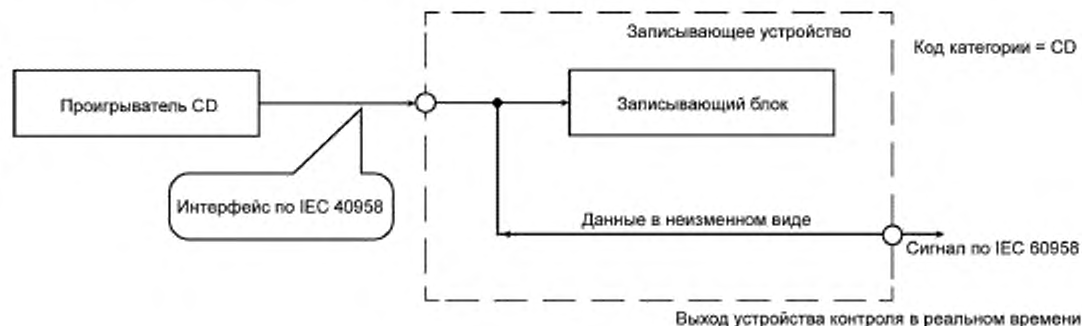 Записывающее устройство
Код категории = CD
Проигрыватель CD
Записывающий блок
Интерфейс по IEC 40958
Данные в неизменном виде
Сигнал по IEC 60958
Выход устройства контроля в реальном времени